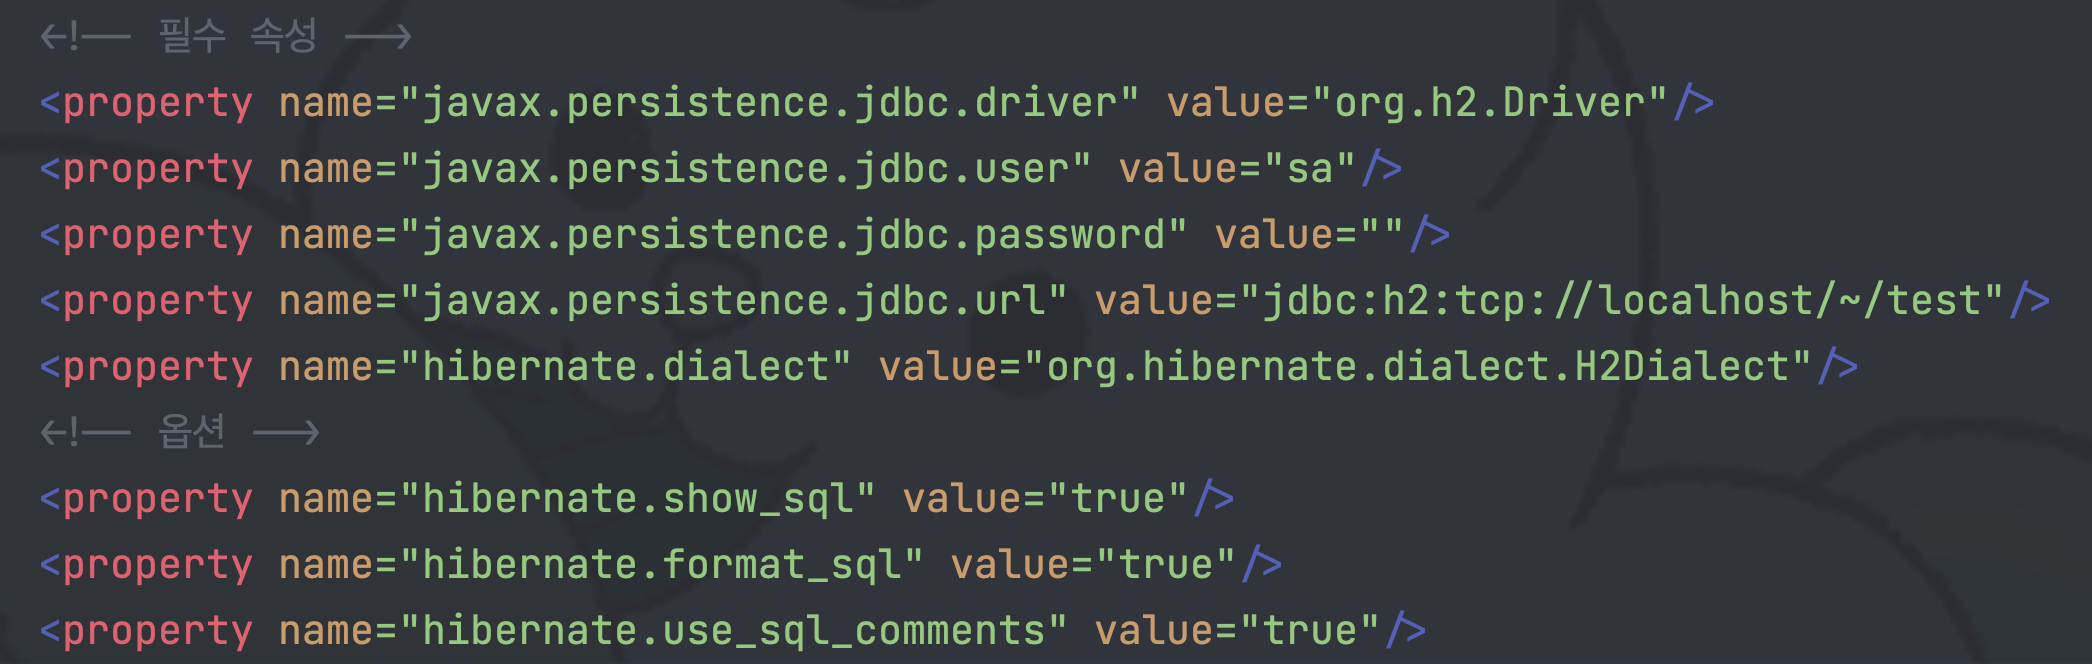 <!-- 필수 속성 -->
<property name="javax.persistence.jdbc.driver" value="org.h2.Driver"/>
<property name="javax.persistence.jdbc.user" value="sa"/>
<property name="javax.persistence.jdbc.password" value=""/>
<property name="javax.persistence.jdbc.url" value="jdbc:h2:tcp://localhost/~/test"/>
<property name="hibernate.dialect" value="org.hibernate.dialect.H2Dialect"/>
<!-- 옵션 -->
<property name="hibernate.show_sql" value="true"/>
<property name="hibernate.format_sql" value="true"/>
<property name="hibernate.use_sql_comments" value="true"/>